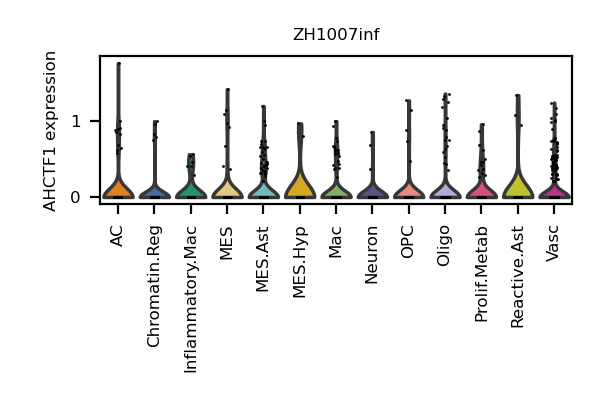 ZH1007inf
AHCTF1 expression
1
0
AC
Chromatin.Reg
Inflammatory.Mac
MES
MES.Ast
MES.Hyp
Mac
Neuron
OPC
Oligo
Prolif.Metab
Reactive.Ast
Vasc